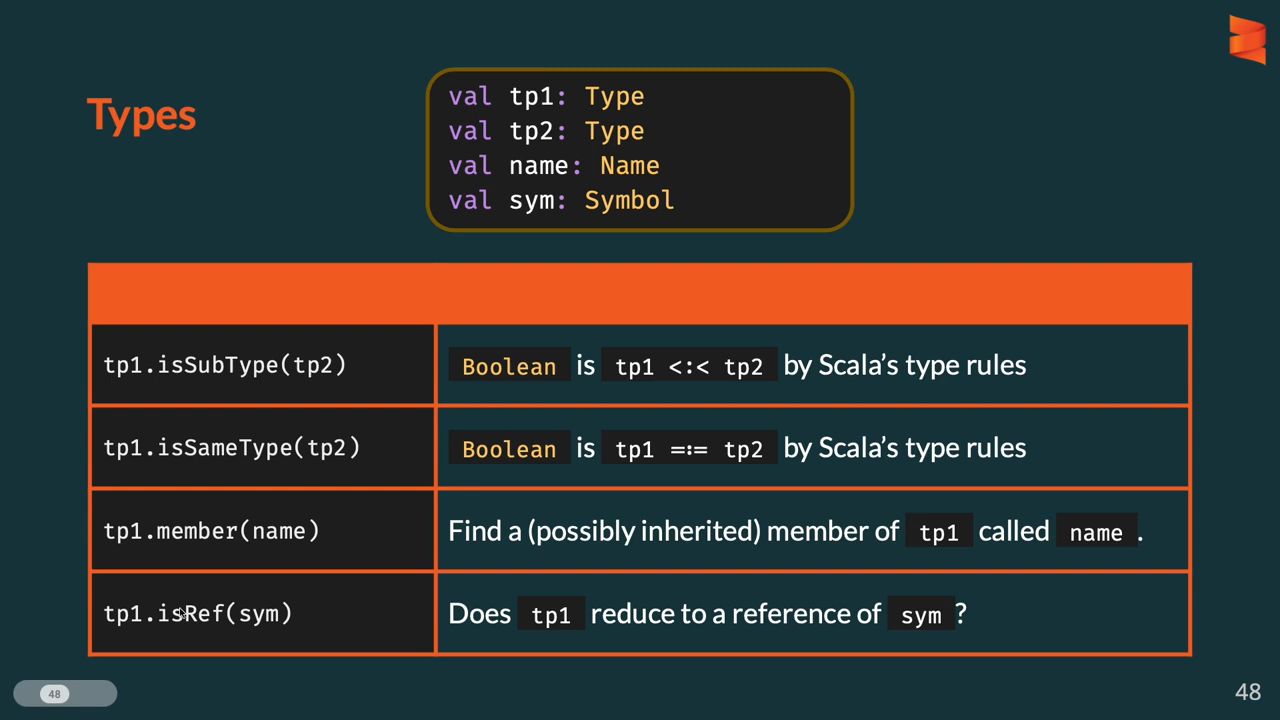 Types
val tp1: Type
val tp2: Type
val name: Name
val sym: Symbol
tp1.isSubType(tp2)
Boolean is tp1 <:< tp2 by Scala’s type rules
tp1.isSameType(tp2)
Boolean is tp1 =:= tp2 by Scala’s type rules
tp1.member(name)
Find a (possibly inherited) member of tp1 called name .
tp1.isRef(sym)
Does tp1 reduce to a reference of sym ?
48
48